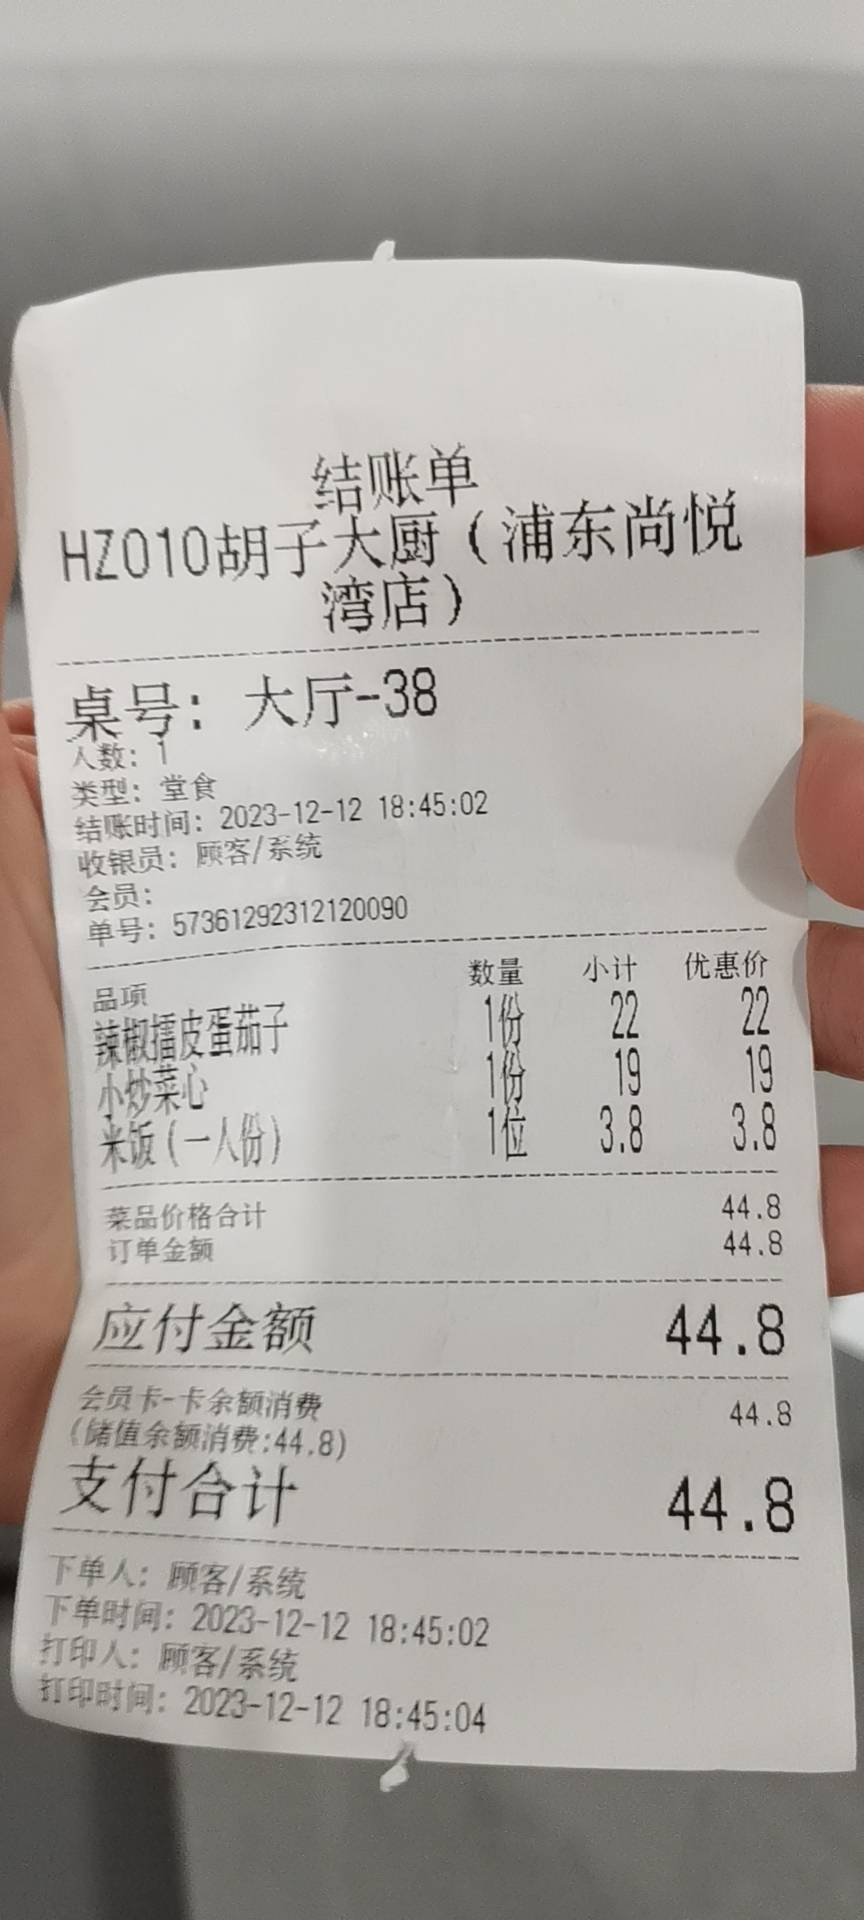 结账单
HZ010胡子大厨(浦东尚悦
湾店)
桌号: 大厅-38
人数: 1
类型: 堂食
结账时间: 2023-12-12 18:45:02
收银员: 顾客/系统
会员:
单号: 57361292312120090
品项 数量 小计 优惠价
辣椒擂皮蛋茄子 1份 22 22
小炒菜心 1份 19 19
米饭(一人份) 1位 3.8 3.8
菜品价格合计 44.8
订单金额 44.8
应付金额 44.8
会员卡-卡余额消费 44.8
(储值余额消费:44.8)
支付合计 44.8
下单人: 顾客/系统
下单时间: 2023-12-12 18:45:02
打印人: 顾客/系统
打印时间: 2023-12-12 18:45:04